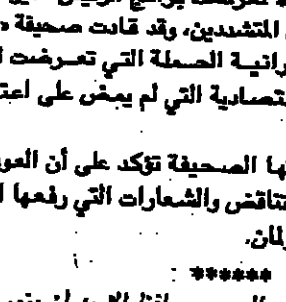 المتشددين، وقد قادت صحيفة
رانية الحملة التي تعرضت
تصادية التي لم يمض على اعت
ها الصحيفة تؤكد على أن العو
تناقض والشعارات التي رفعها ا
لمان.
******